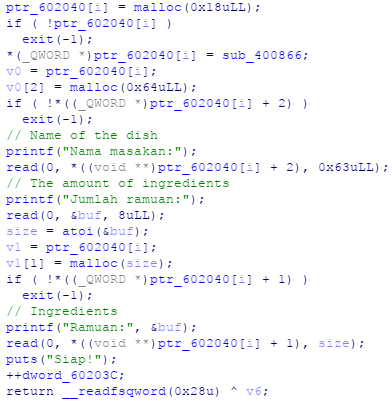 ptr_602040[i] = malloc(0x18uLL);
if ( !ptr_602040[i] )
  exit(-1);
*(_QWORD *)ptr_602040[i] = sub_400866;
v0 = ptr_602040[i];
v0[2] = malloc(0x64uLL);
if ( !*((_QWORD *)ptr_602040[i] + 2) )
  exit(-1);
// Name of the dish
printf("Nama masakan:");
read(0, *((void **)ptr_602040[i] + 2), 0x63uLL);
// The amount of ingredients
printf("Jumlah ramuan:");
read(0, &buf, 8uLL);
size = atoi(&buf);
v1 = ptr_602040[i];
v1[1] = malloc(size);
if ( !*((_QWORD *)ptr_602040[i] + 1) )
  exit(-1);
// Ingredients
printf("Ramuan:", &buf);
read(0, *((void **)ptr_602040[i] + 1), size);
puts("Siap!");
++dword_60203C;
return __readfsqword(0x28u) ^ v6;